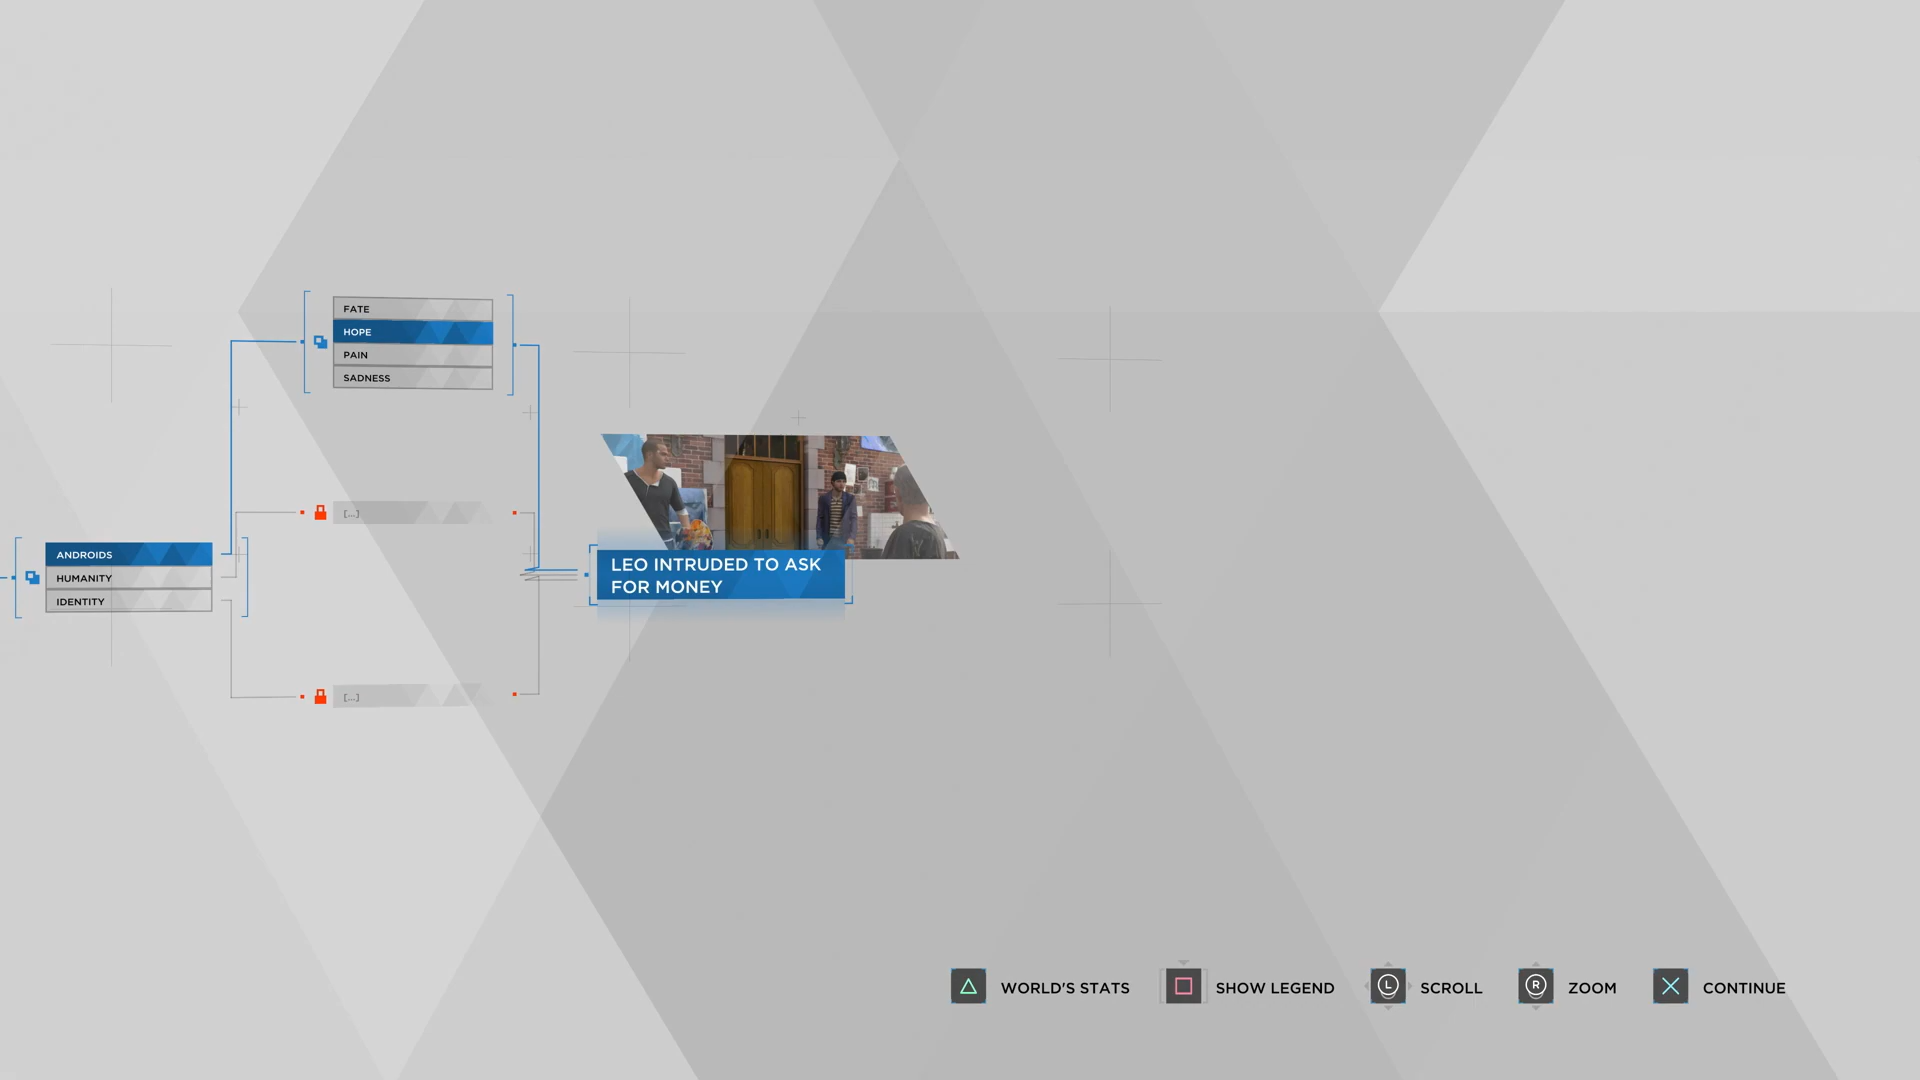 FATE
HOPE
PAIN
SADNESS
[...]
ANDROIDS
HUMANITY
IDENTITY
LEO INTRUDED TO ASK
FOR MONEY
[...]
WORLD'S STATS
SHOW LEGEND
L
SCROLL
R
ZOOM
CONTINUE